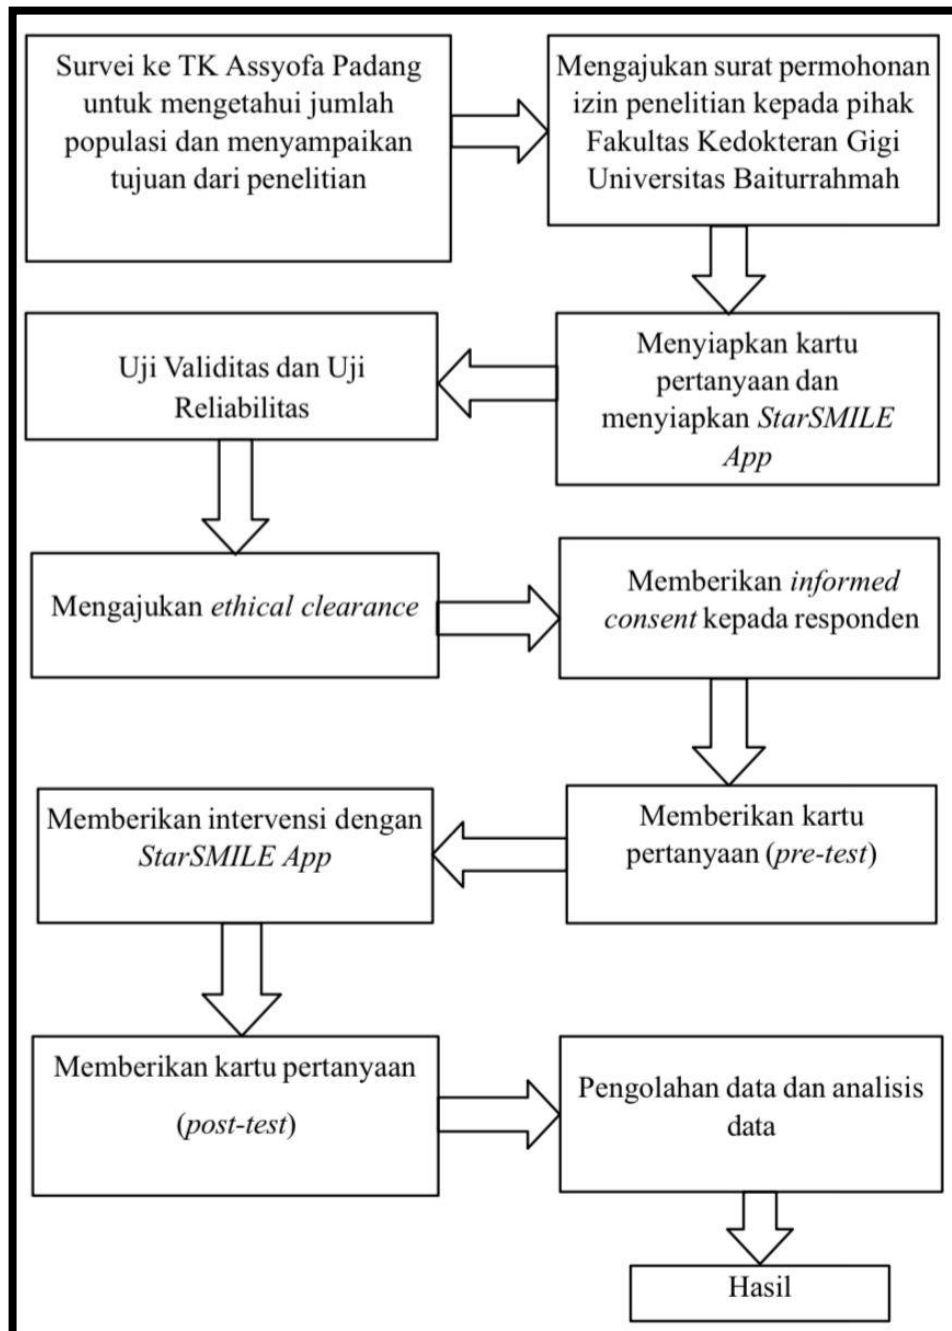 Survei ke TK Assyofa Padang
untuk mengetahui jumlah
populasi dan menyampaikan
tujuan dari penelitian
Mengajukan surat permohonan
izin penelitian kepada pihak
Fakultas Kedokteran Gigi
Universitas Baiturrahmah
Menyiapkan kartu
pertanyaan dan
menyiapkan StarSMILE
App
Uji Validitas dan Uji
Reliabilitas
Mengajukan ethical clearance
Memberikan informed
consent kepada responden
Memberikan kartu
pertanyaan (pre-test)
Memberikan intervensi dengan
StarSMILE App
Memberikan kartu pertanyaan
(post-test)
Pengolahan data dan analisis
data
Hasil